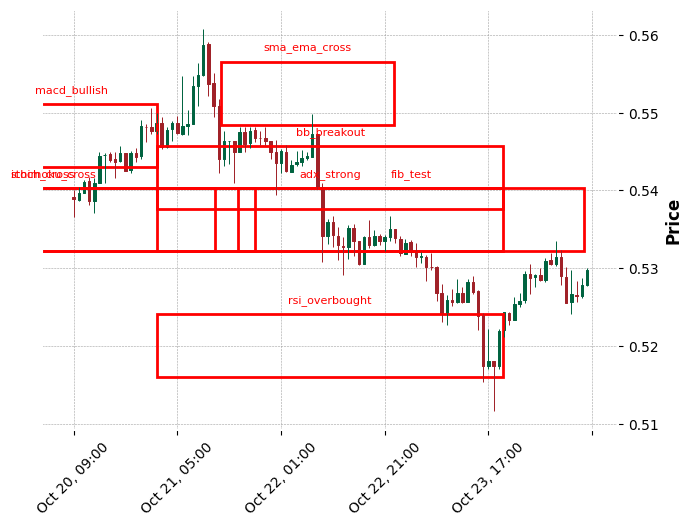 0.56
sma_ema_cross
macd_bullish
0.55
bb_breakout
adx_strong
fib_test
0.54
0.53
rsi_overbought
0.52
0.51
Price
Oct 20, 09:00
Oct 21, 05:00
Oct 22, 01:00
Oct 22, 21:00
Oct 23, 17:00